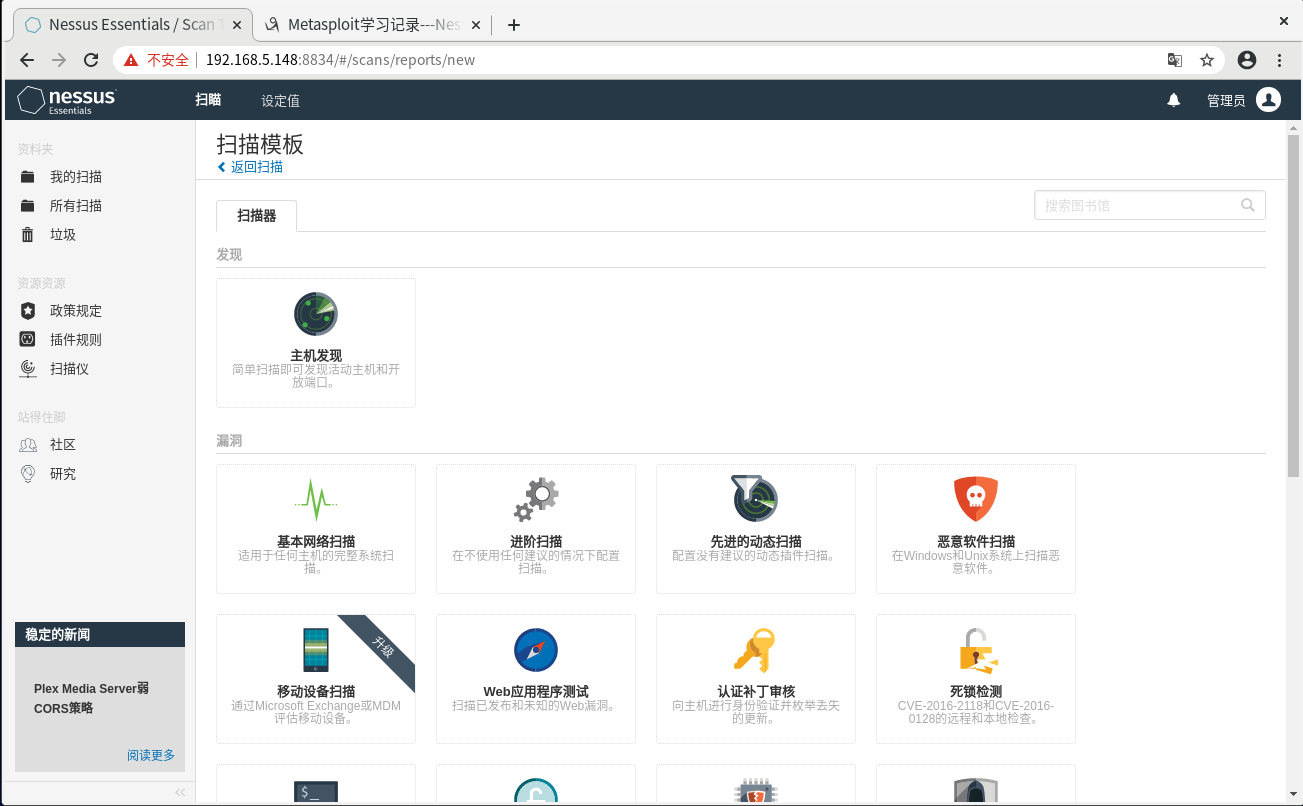 Nessus Essentials / Scan T
Metasploit学习记录---Nes
不安全
192.168.5.148:8834/#/scans/reports/new
nessus
Essentials
扫瞄
设定值
管理员
资料夹
我的扫描
所有扫描
垃圾
资源资源
政策规定
插件规则
扫描仪
站得住脚
社区
研究
稳定的新闻
Plex Media Server弱
CORS策略
阅读更多
扫描模板
返回扫描
扫描器
搜索图书馆
发现
主机发现
简单扫描即可发现活动主机和开
放端口。
漏洞
基本网络扫描
适用于任何主机的完整系统扫
描。
进阶扫描
在不使用任何建议的情况下配置
扫描。
先进的动态扫描
配置没有建议的动态插件扫描。
恶意软件扫描
在Windows和Unix系统上扫描恶
意软件。
升级
移动设备扫描
通过Microsoft Exchange或MDM
评估移动设备。
Web应用程序测试
扫描已发布和未知的Web漏洞。
认证补丁审核
向主机进行身份验证并枚举丢失
的更新。
死锁检测
CVE-2016-2118和CVE-2016-
0128的远程和本地检查。